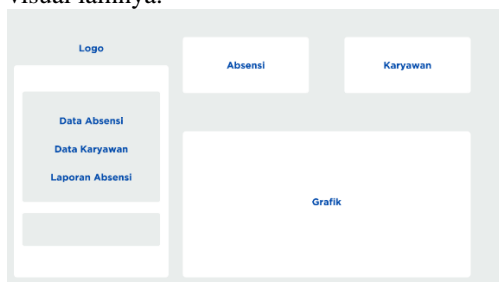 visual lainnya.
Logo
Absensi
Karyawan
Data Absensi
Data Karyawan
Laporan Absensi
Grafik